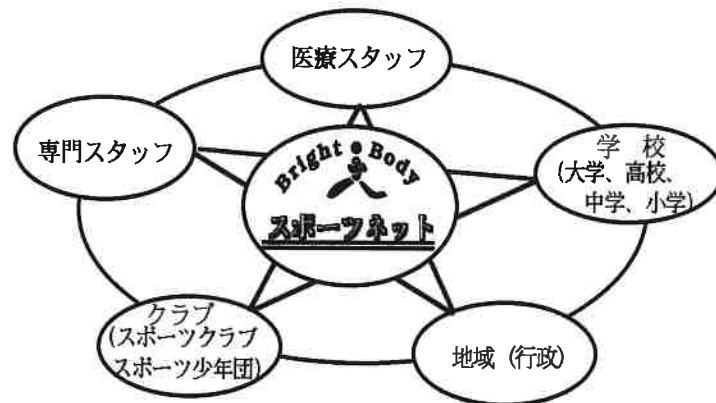 医療スタッフ
専門スタッフ
Bright Body
スポーツネット
学 校
(大学、高校、
中学、小学)
クラブ
(スポーツクラブ
スポーツ少年団)
地域 (行政)